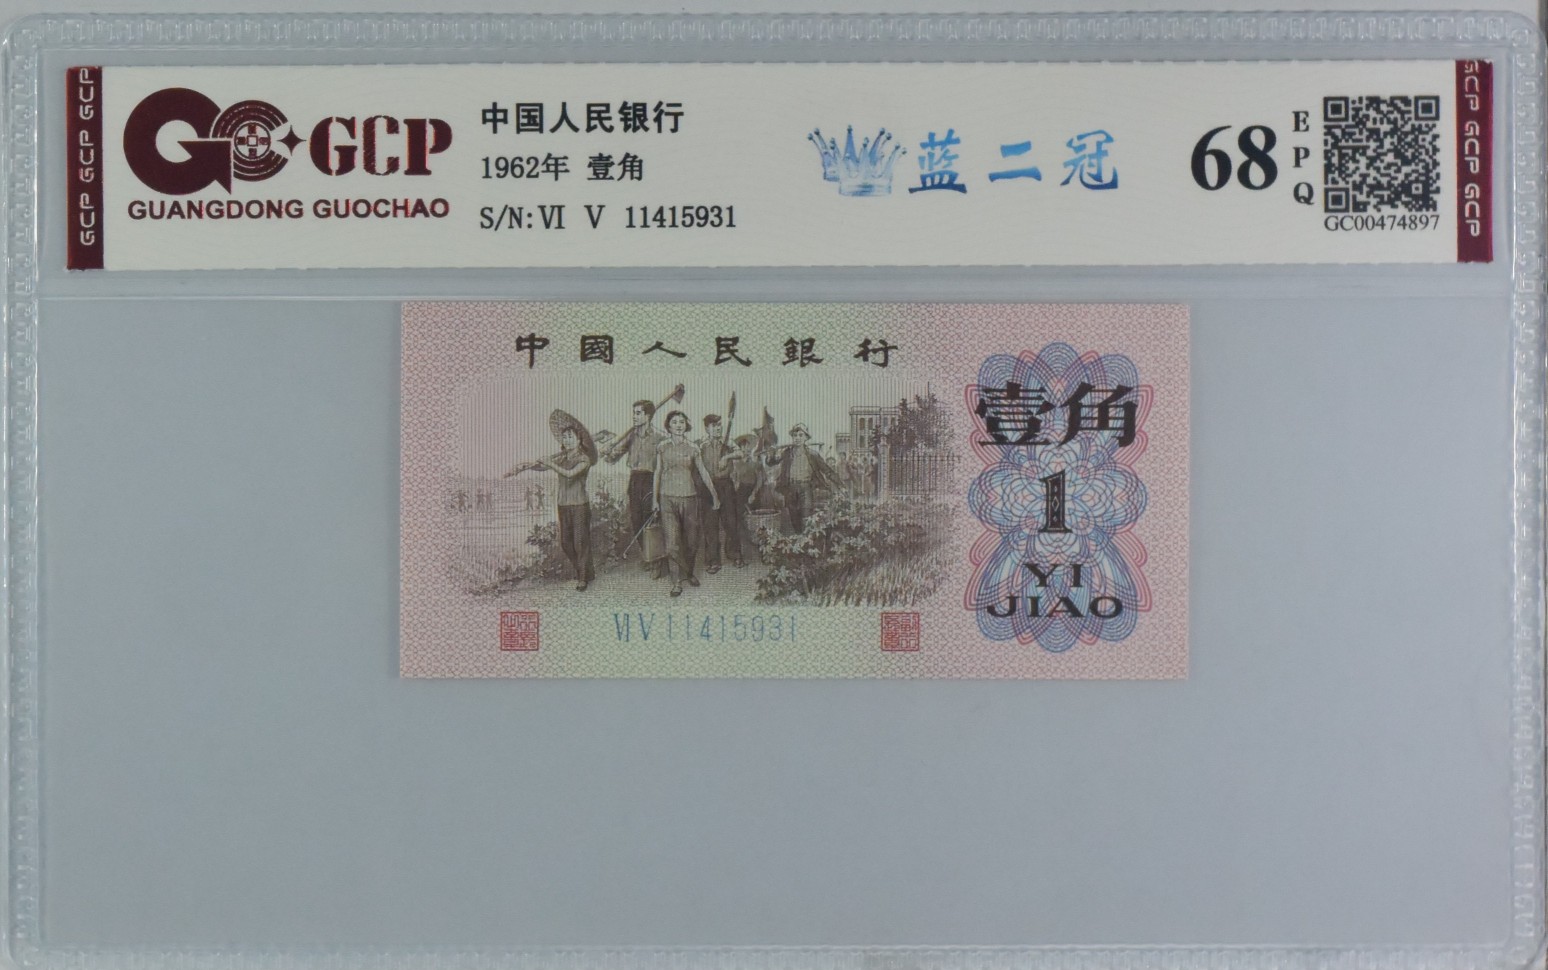 GCP GCP GCP
GCP
GUANGDONG GUOCHAO
中国人民银行
1962年 壹角
S/N:Ⅵ Ⅴ 11415931
蓝二冠
68
EPQ
GC00474897
GCP GCP GCP
中國人民銀行
壹角
1
YI
JIAO
ⅥⅤ11415931